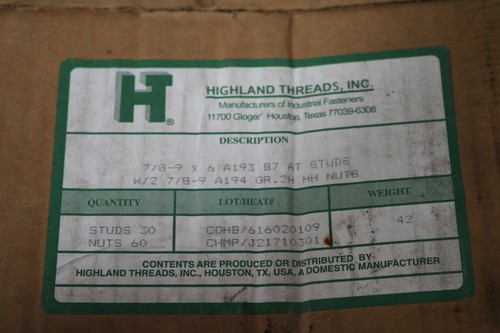 HT®
HIGHLAND THREADS, INC.
Manufacturers of Industrial Fasteners
11700 Gloger Houston, Texas 77039-6308
DESCRIPTION
7/8-9 x 6 A193 B7 AT STUDS
W/2 7/8-9 A194 GR.2H HH NUTS
QUANTITY LOT/HEAT# WEIGHT
STUDS 30 CDHB/616020109 42
NUTS 60 CHMP/J21710301
CONTENTS ARE PRODUCED OR DISTRIBUTED BY-
HIGHLAND THREADS, INC., HOUSTON, TX, USA, A DOMESTIC MANUFACTURER